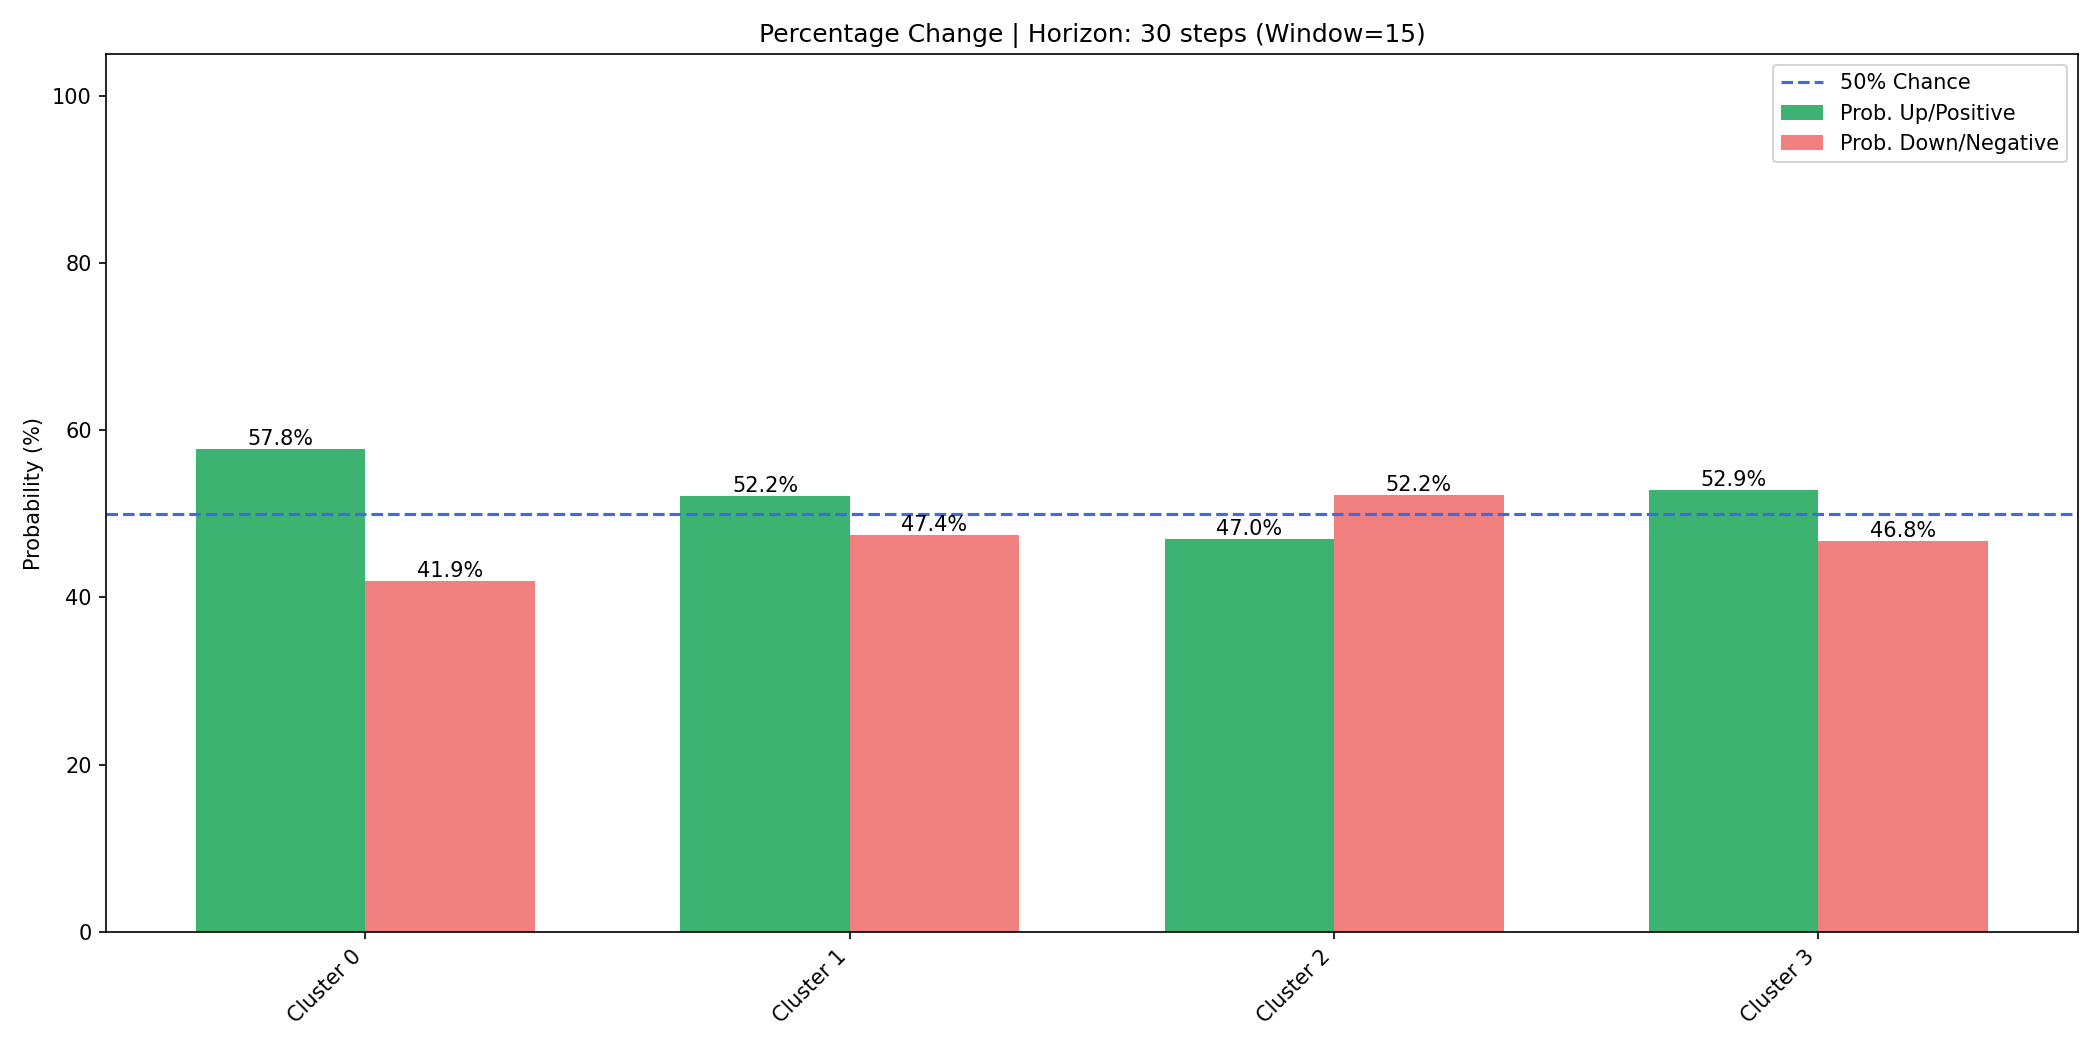 Percentage Change | Horizon: 30 steps (Window=15)
50% Chance
Prob. Up/Positive
Prob. Down/Negative
Probability (%)
100
80
60
40
20
0
57.8%
41.9%
52.2%
47.4%
47.0%
52.2%
52.9%
46.8%
Cluster 0
Cluster 1
Cluster 2
Cluster 3